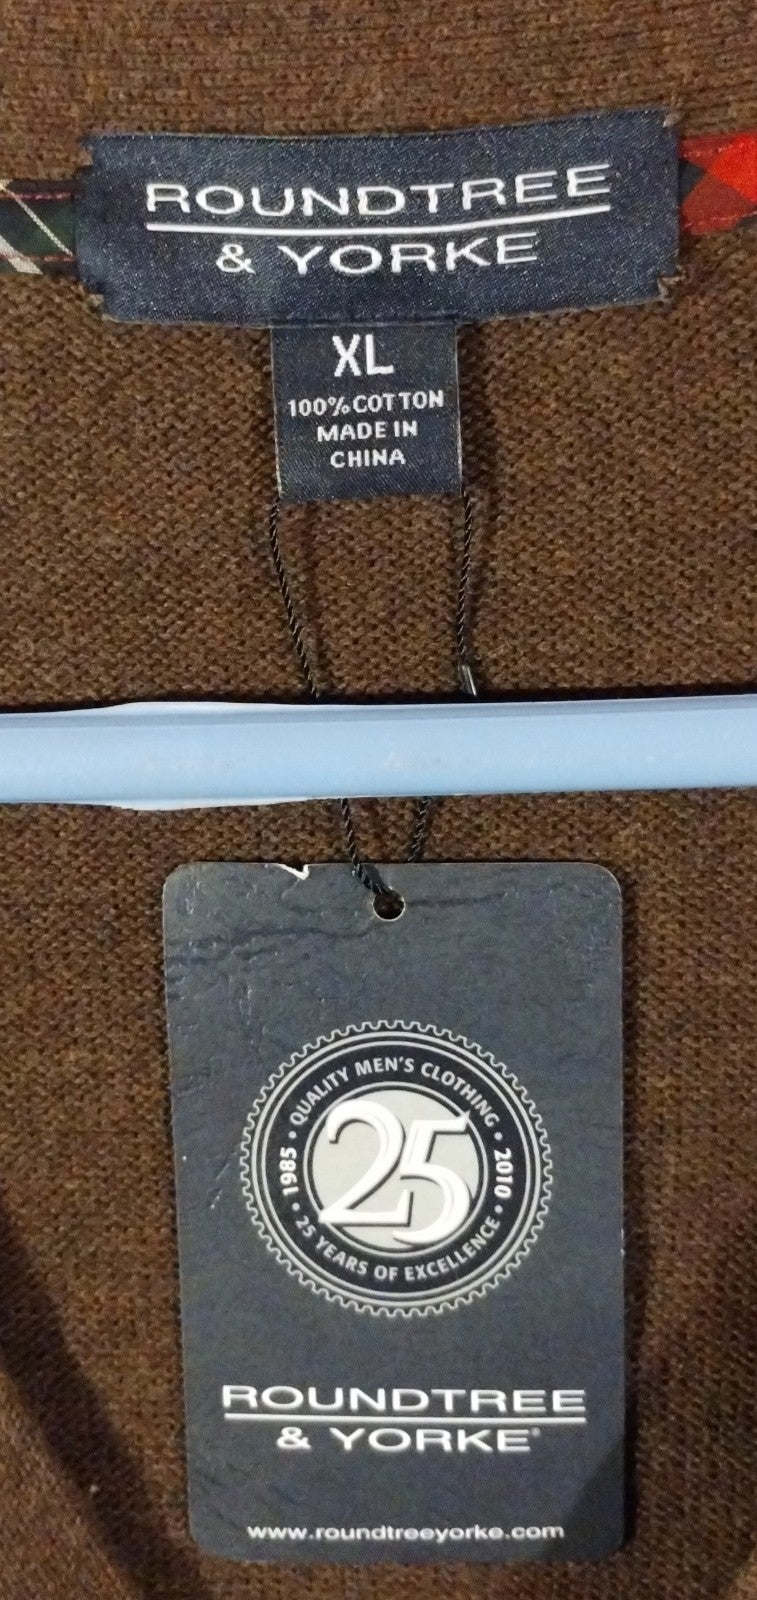 ROUNDTREE
& YORKE
XL
100% COTTON
MADE IN
CHINA
QUALITY MEN'S CLOTHING
1985 • 25 • 2010
25 YEARS OF EXCELLENCE
ROUNDTREE
& YORKE®
www.roundtreeyorke.com